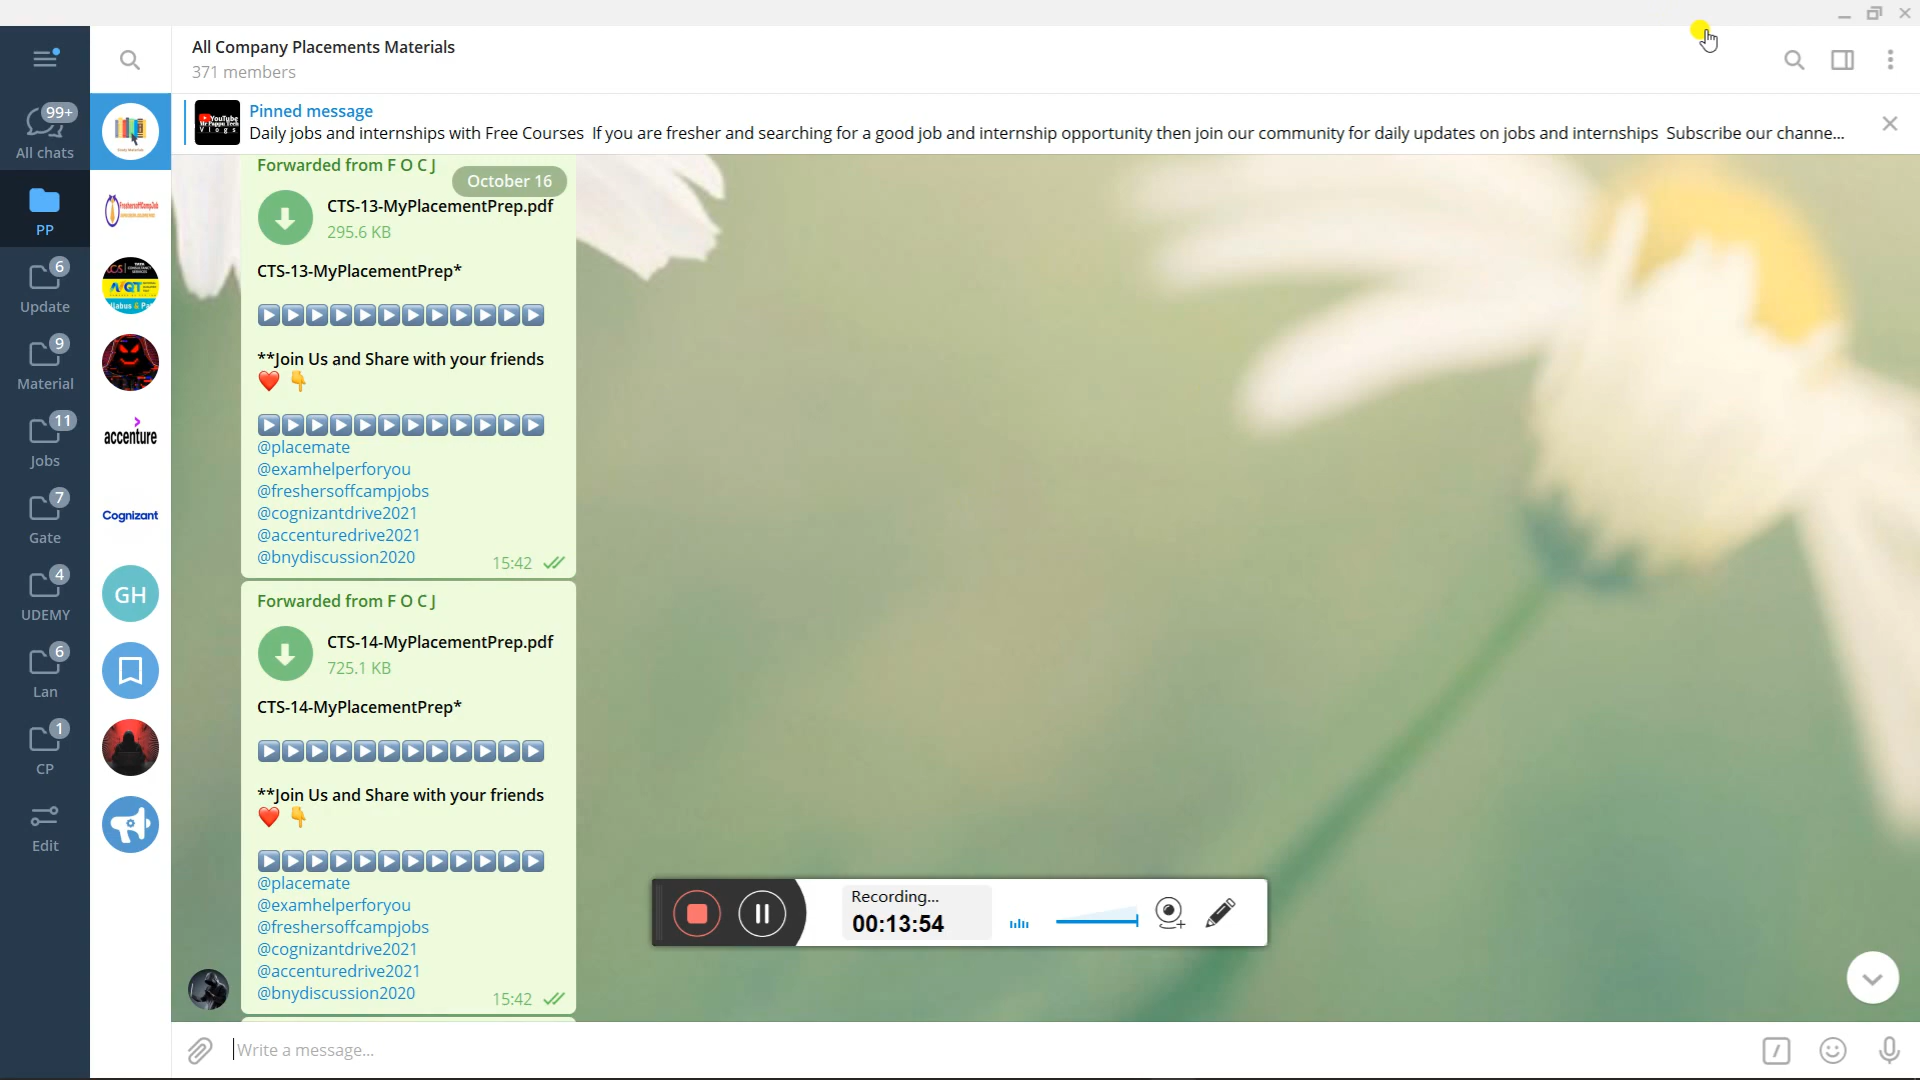 All Company Placements Materials
371 members
Pinned message
Daily jobs and internships with Free Courses If you are fresher and searching for a good job and internship opportunity then join our community for daily updates on jobs and internships Subscribe our channe...
YouTube
Mr Pappu Tech
Vlogs
99+
All chats
PP
6
Update
9
Material
11
Jobs
7
Gate
4
UDEMY
6
Lan
1
CP
Edit
FreshersoffCampJob
accenture
Cognizant
GH
October 16
Forwarded from F O C J
CTS-13-MyPlacementPrep.pdf
295.6 KB
CTS-13-MyPlacementPrep*
**Join Us and Share with your friends
@placemate
@examhelperforyou
@freshersoffcampjobs
@cognizantdrive2021
@accenturedrive2021
@bnydiscussion2020
15:42
Forwarded from F O C J
CTS-14-MyPlacementPrep.pdf
725.1 KB
CTS-14-MyPlacementPrep*
**Join Us and Share with your friends
@placemate
@examhelperforyou
@freshersoffcampjobs
@cognizantdrive2021
@accenturedrive2021
@bnydiscussion2020
15:42
Recording...
00:13:54
Write a message...